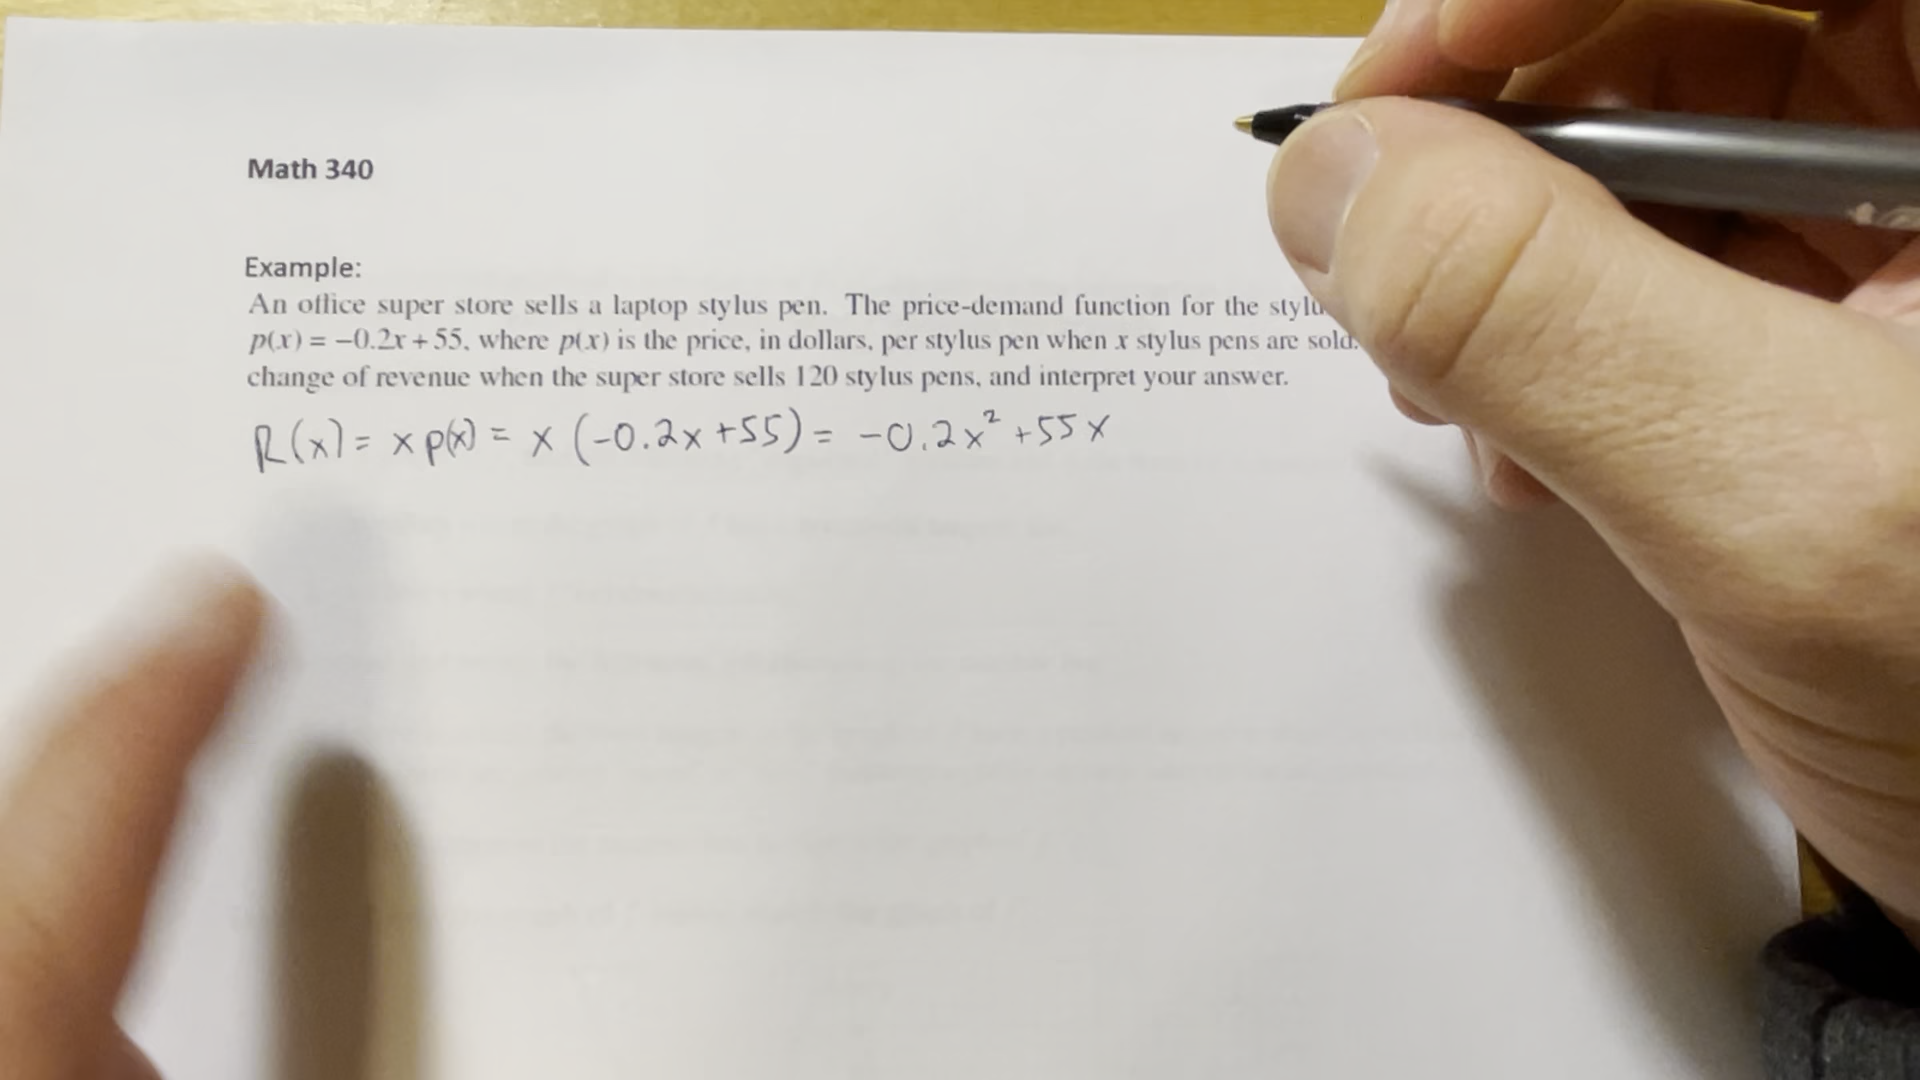 Math 340
Example:
An office super store sells a laptop stylus pen. The price-demand function for the
p(x) = −0.2x + 55, where p(x) is the price, in dollars, per stylus pen when x stylus pens are sold.
change of revenue when the super store sells 120 stylus pens, and interpret your answer.
R(x) = x p(x) = x (-0.2x+55) = -0.2x² +55x